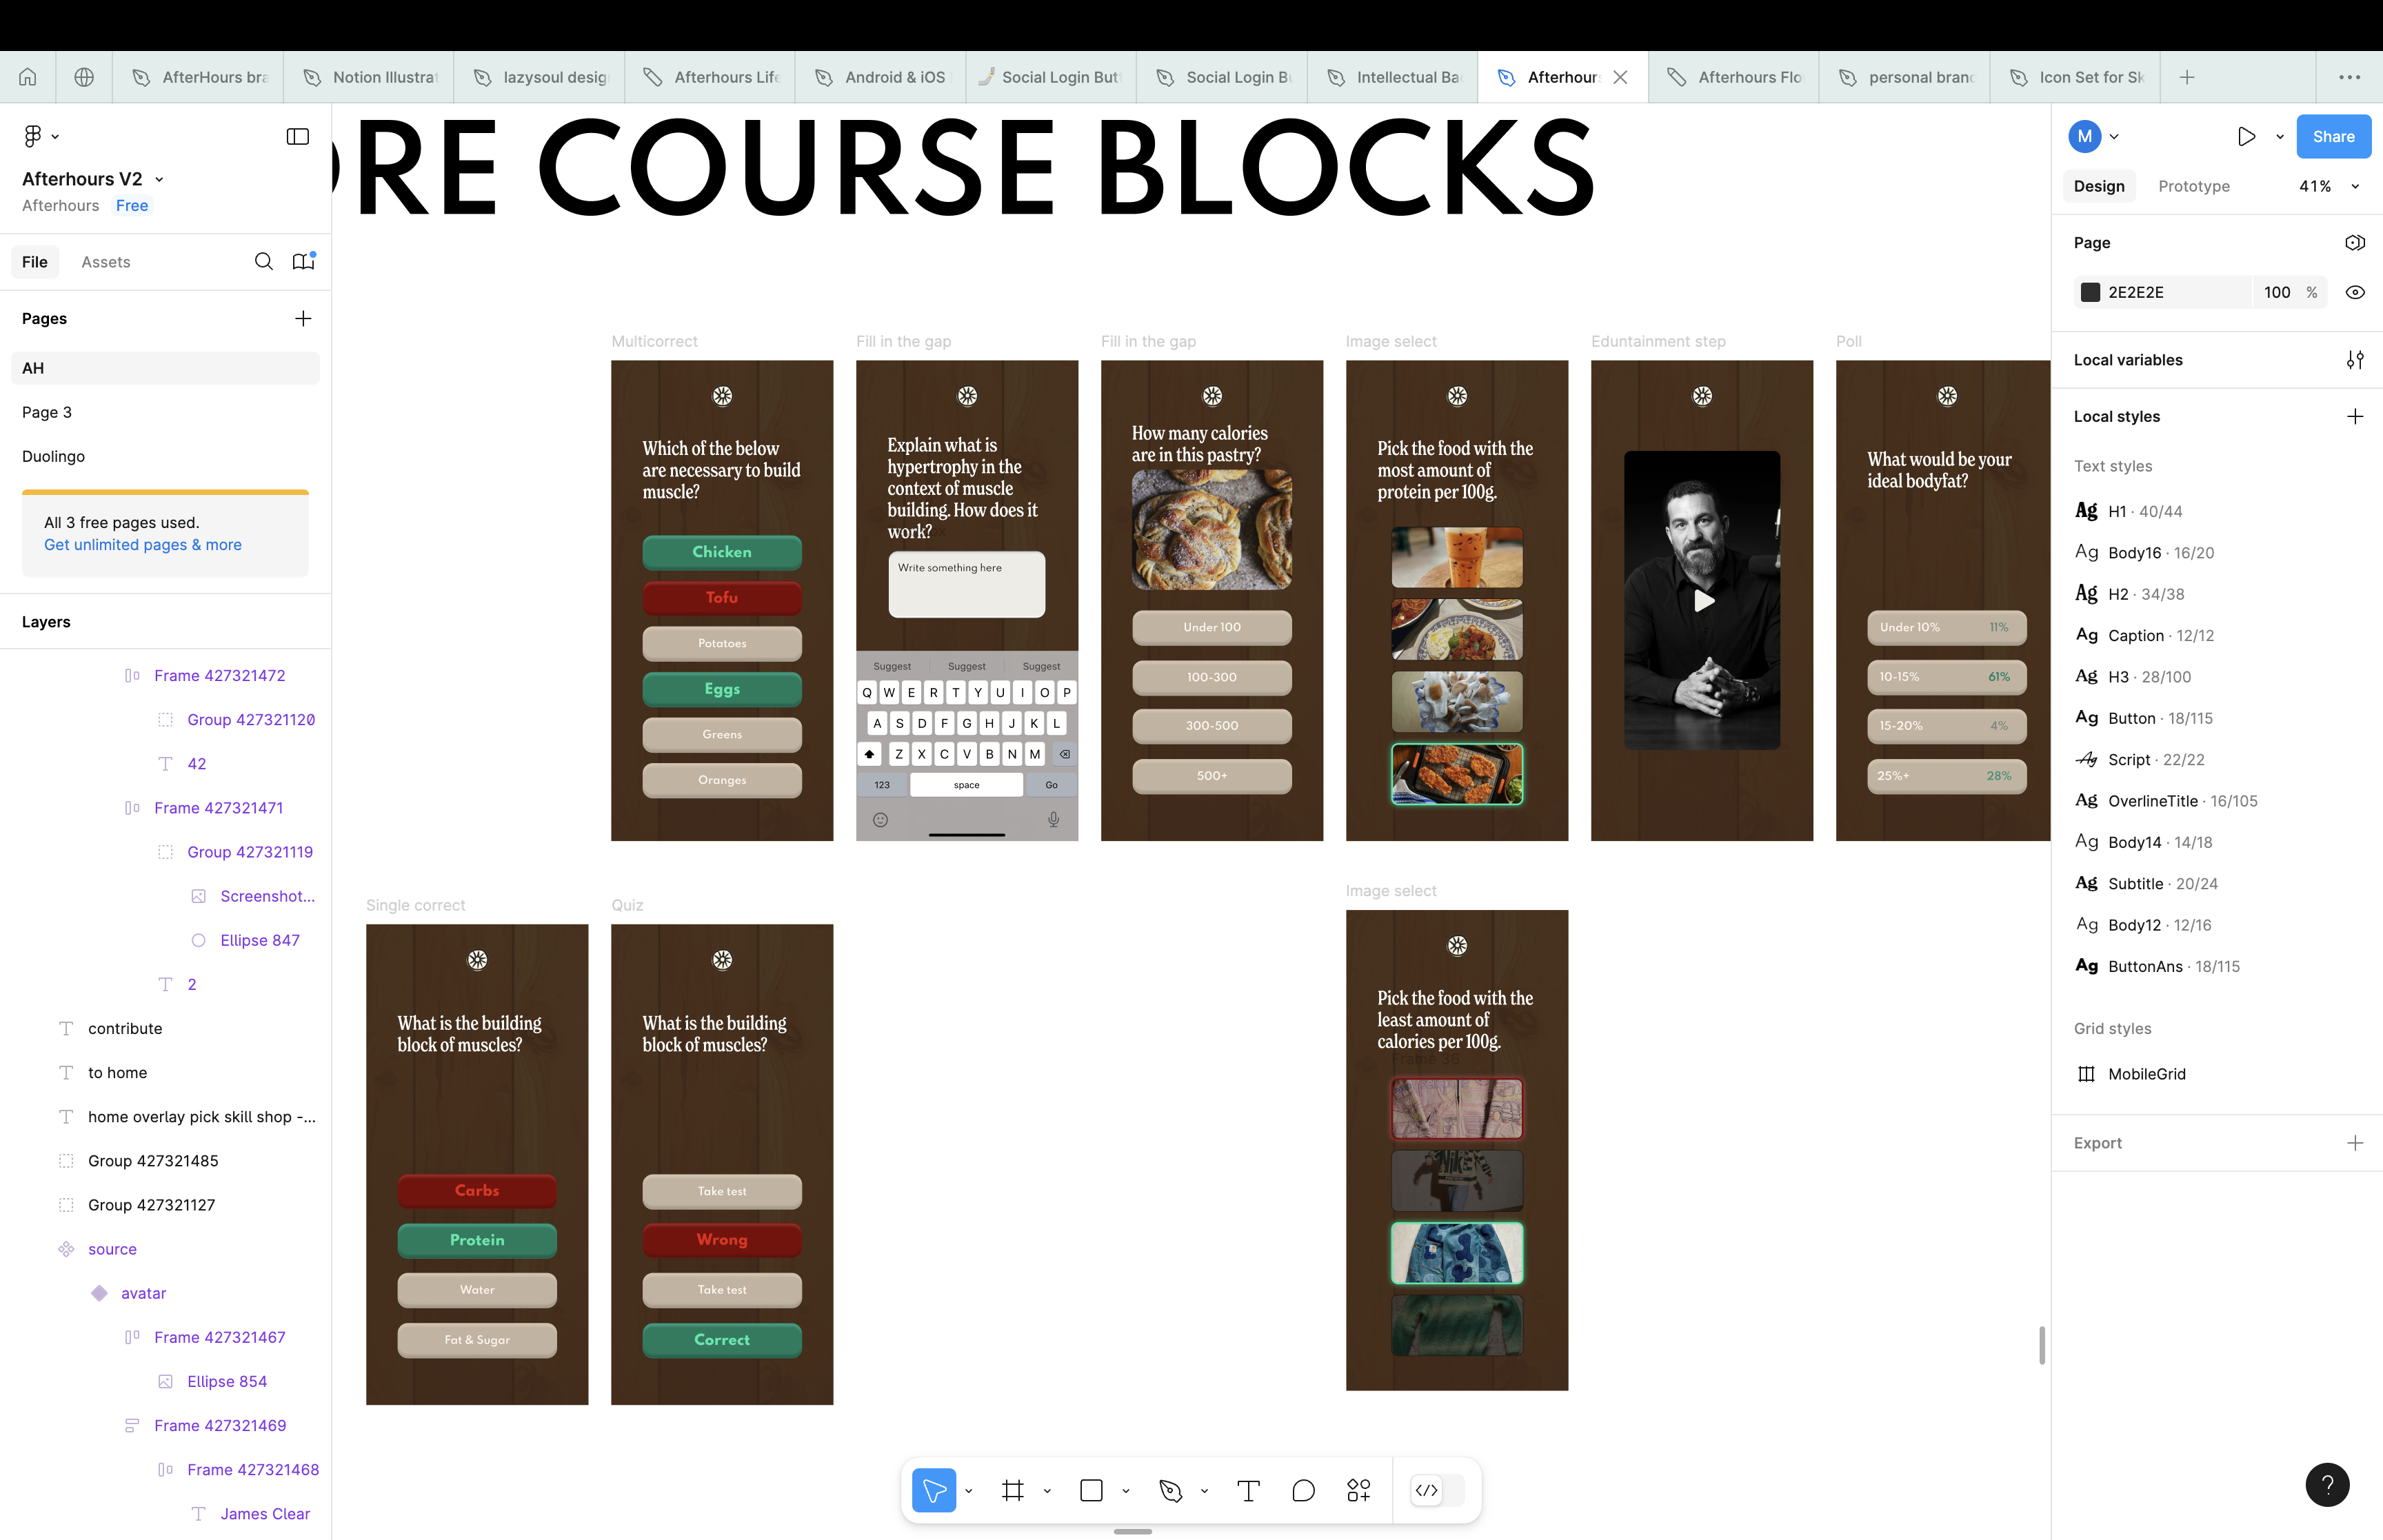 AfterHours bra
Notion Illustrat
lazysoul desig
Afterhours Life
Android & iOS
Social Login But
Social Login B
Intellectual Ba
Afterhours
Afterhours Flo
personal branc
Icon Set for Sk
Afterhours V2
Afterhours Free
File
Assets
Pages
AH
Page 3
Duolingo
All 3 free pages used.
Get unlimited pages & more
Layers
Frame 427321472
Group 427321120
42
Frame 427321471
Group 427321119
Screenshot...
Ellipse 847
2
contribute
to home
home overlay pick skill shop -...
Group 427321485
Group 427321127
source
avatar
Frame 427321467
Ellipse 854
Frame 427321469
Frame 427321468
James Clear
ORE COURSE BLOCKS
Multicorrect
Which of the below
are necessary to build
muscle?
Chicken
Tofu
Potatoes
Eggs
Greens
Oranges
Fill in the gap
Explain what is
hypertrophy in the
context of muscle
building. How does it
work?
Write something here
Suggest Suggest Suggest
Q W E R T Y U I O P
A S D F G H J K L
Z X C V B N M
123 space Go
Fill in the gap
How many calories
are in this pastry?
Under 100
100-300
300-500
500+
Image select
Pick the food with the
most amount of
protein per 100g.
Eduntainment step
Poll
What would be your
ideal bodyfat?
Under 10% 11%
10-15% 61%
15-20% 4%
25%+ 28%
Single correct
What is the building
block of muscles?
Carbs
Protein
Water
Fat & Sugar
Quiz
What is the building
block of muscles?
Take test
Wrong
Take test
Correct
Image select
Pick the food with the
least amount of
calories per 100g.
Frame 36
M
Share
Design
Prototype
41%
Page
2E2E2E
100 %
Local variables
Local styles
Text styles
Ag H1 · 40/44
Ag Body16 · 16/20
Ag H2 · 34/38
Ag Caption · 12/12
Ag H3 · 28/100
Ag Button · 18/115
Ag Script · 22/22
Ag OverlineTitle · 16/105
Ag Body14 · 14/18
Ag Subtitle · 20/24
Ag Body12 · 12/16
Ag ButtonAns · 18/115
Grid styles
MobileGrid
Export
?